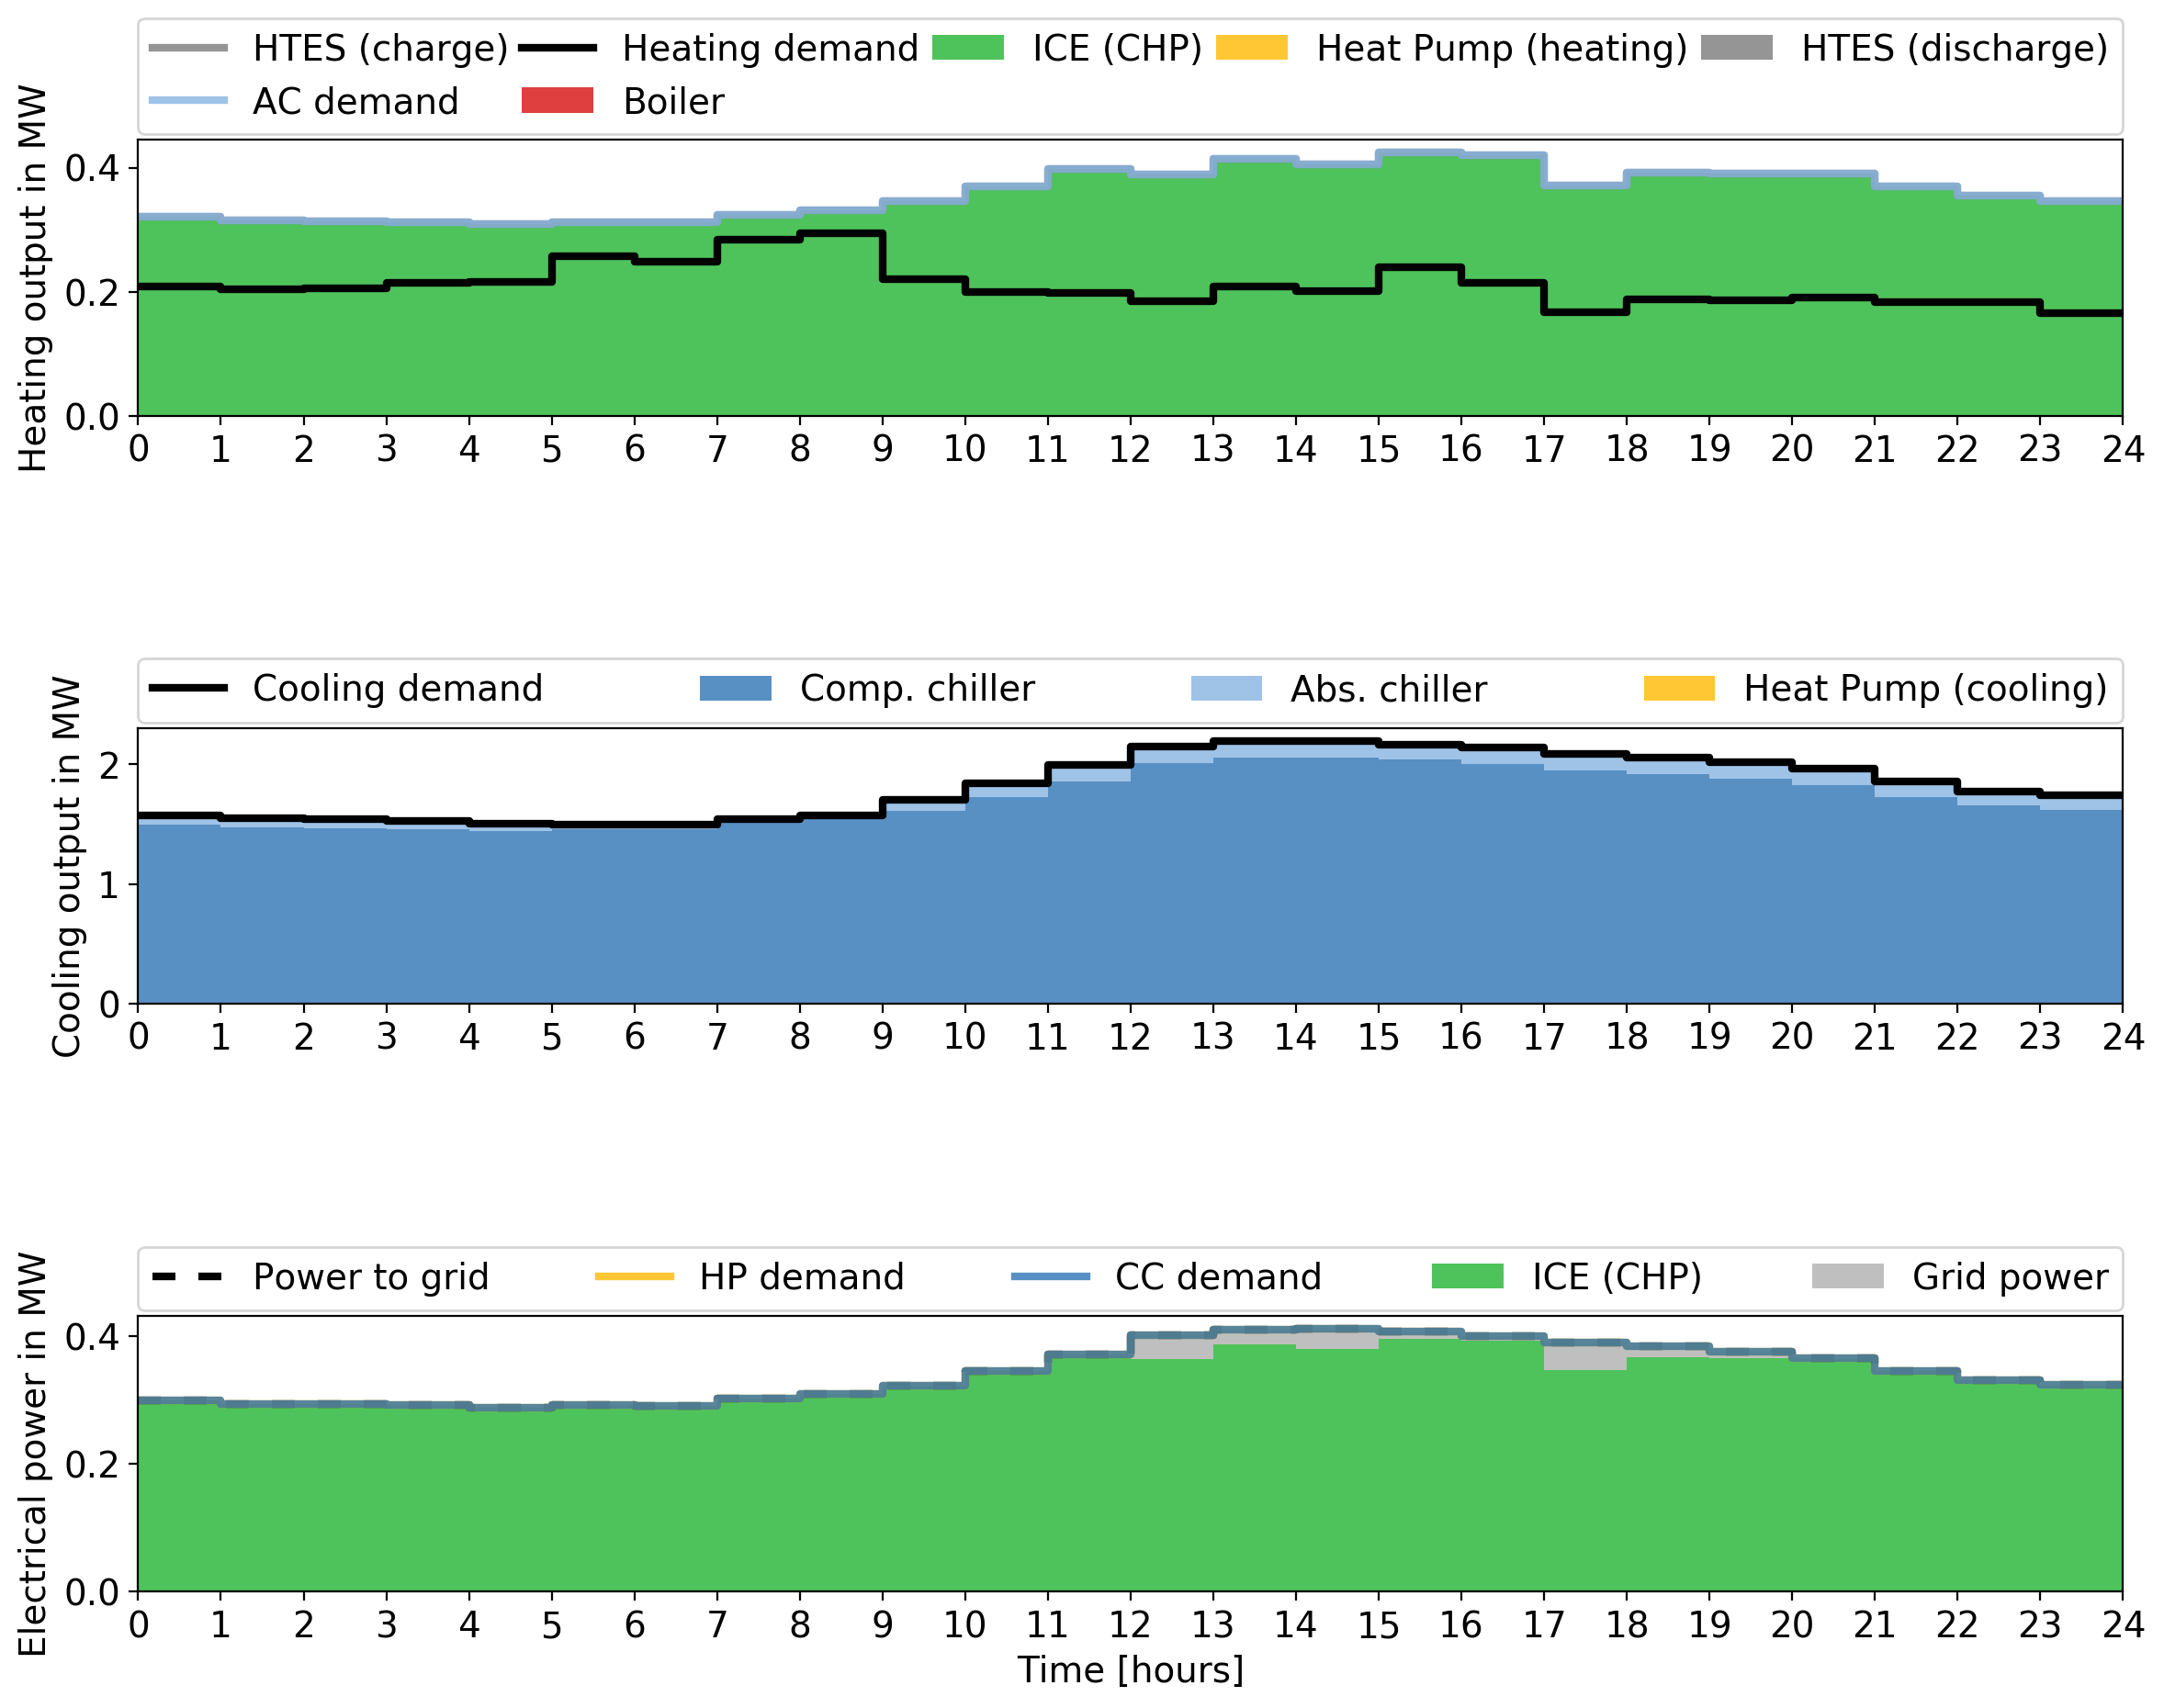 HTES (charge) Heating demand ICE (CHP) Heat Pump (heating) HTES (discharge)
AC demand Boiler
Heating output in MW
0.4
0.2
0.0
0 1 2 3 4 5 6 7 8 9 10 11 12 13 14 15 16 17 18 19 20 21 22 23 24
Cooling demand Comp. chiller Abs. chiller Heat Pump (cooling)
Cooling output in MW
2
1
0
0 1 2 3 4 5 6 7 8 9 10 11 12 13 14 15 16 17 18 19 20 21 22 23 24
Power to grid HP demand CC demand ICE (CHP) Grid power
Electrical power in MW
0.4
0.2
0.0
0 1 2 3 4 5 6 7 8 9 10 11 12 13 14 15 16 17 18 19 20 21 22 23 24
Time [hours]